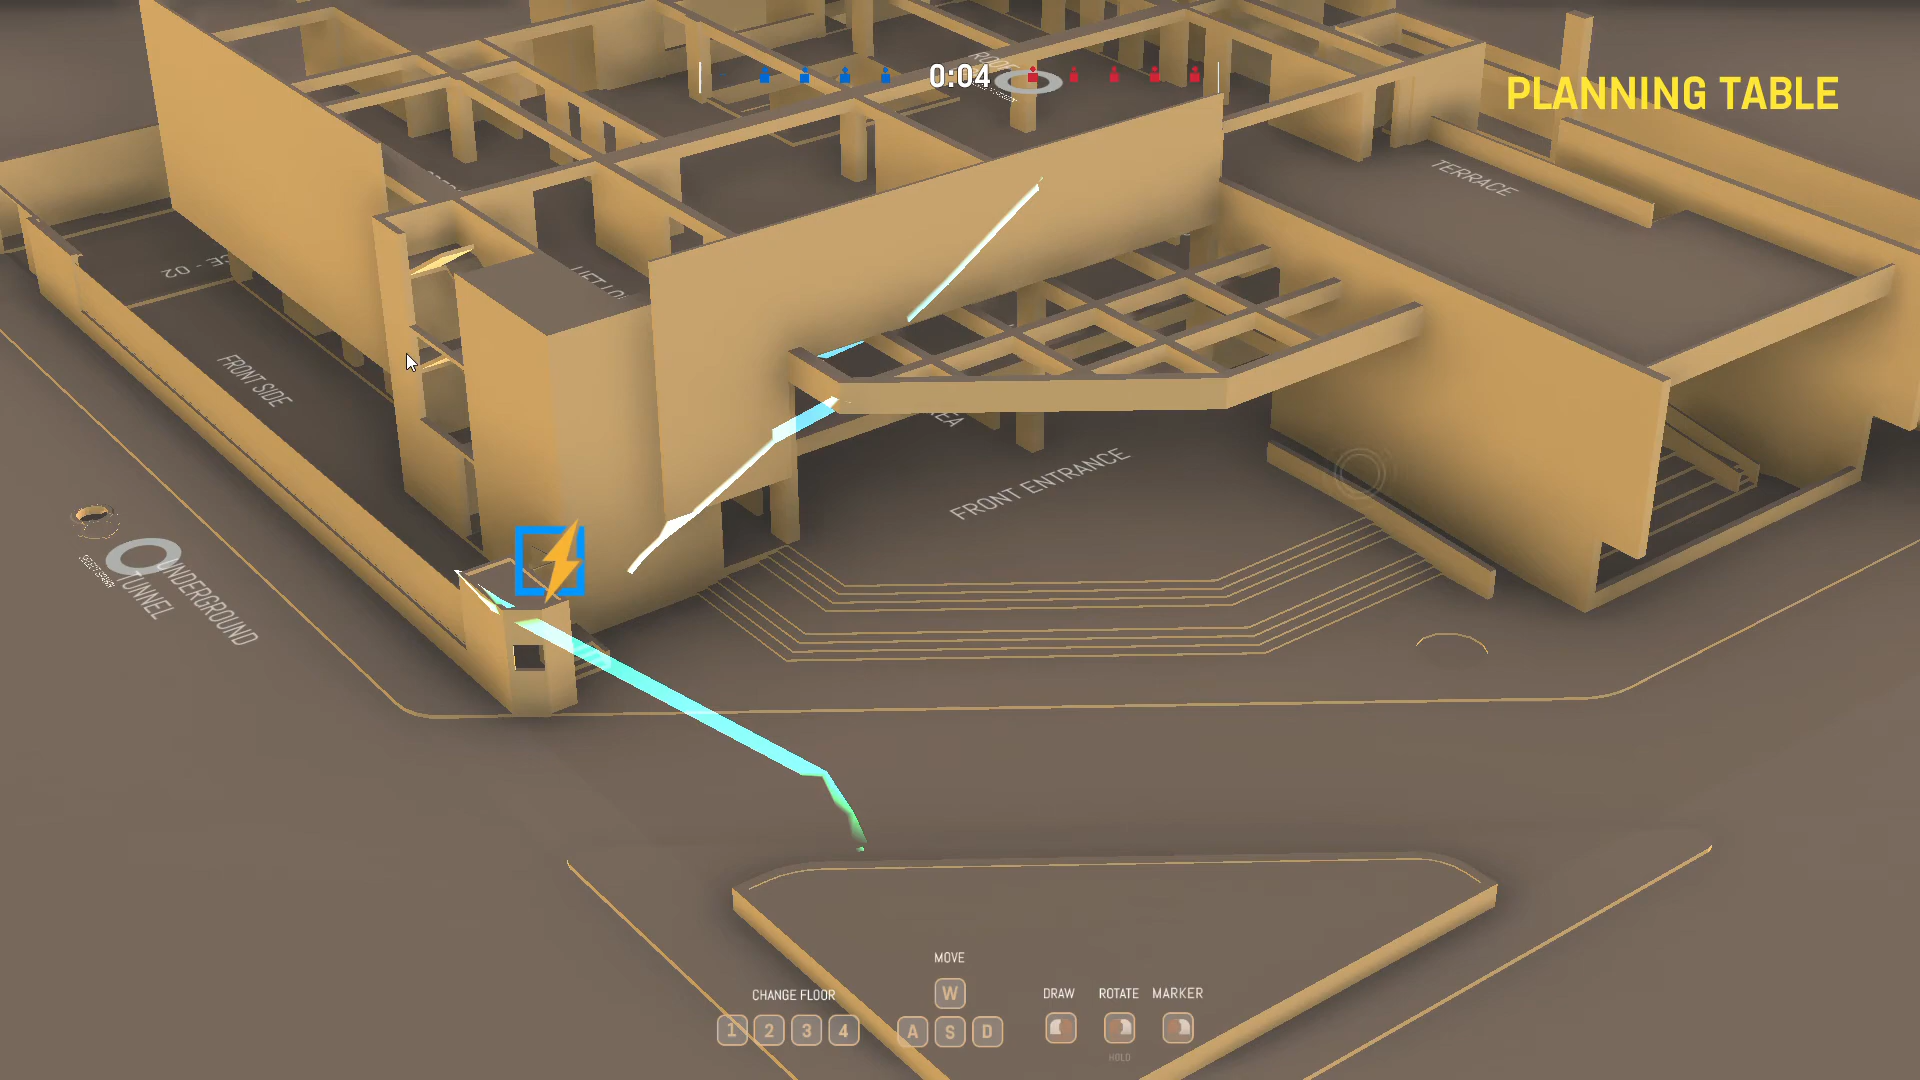 0:04
PLANNING TABLE
TERRACE
FRONT SIDE
FRONT ENTRANCE
UNDERGROUND
TUNNEL
MOVE
CHANGE FLOOR
DRAW
ROTATE
MARKER
W
1
2
3
4
A
S
D
HOLD